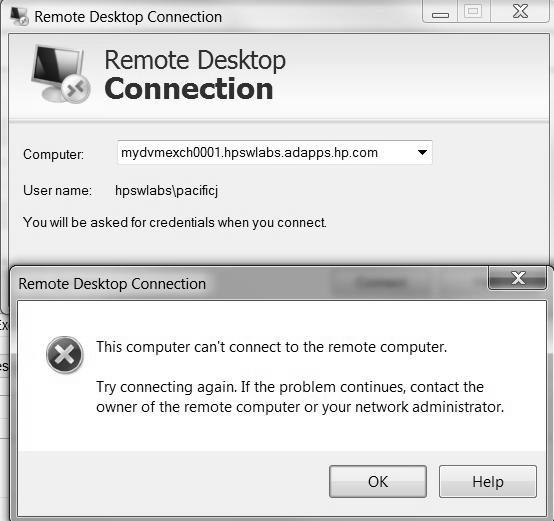 Remote Desktop Connection
Remote Desktop
Connection
Computer:
mydvmexch0001.hpswlabs.adapps.hp.com
User name:
hpswlabs\pacificj
You will be asked for credentials when you connect.
Remote Desktop Connection
This computer can't connect to the remote computer.
Try connecting again. If the problem continues, contact the
owner of the remote computer or your network administrator.
OK
Help